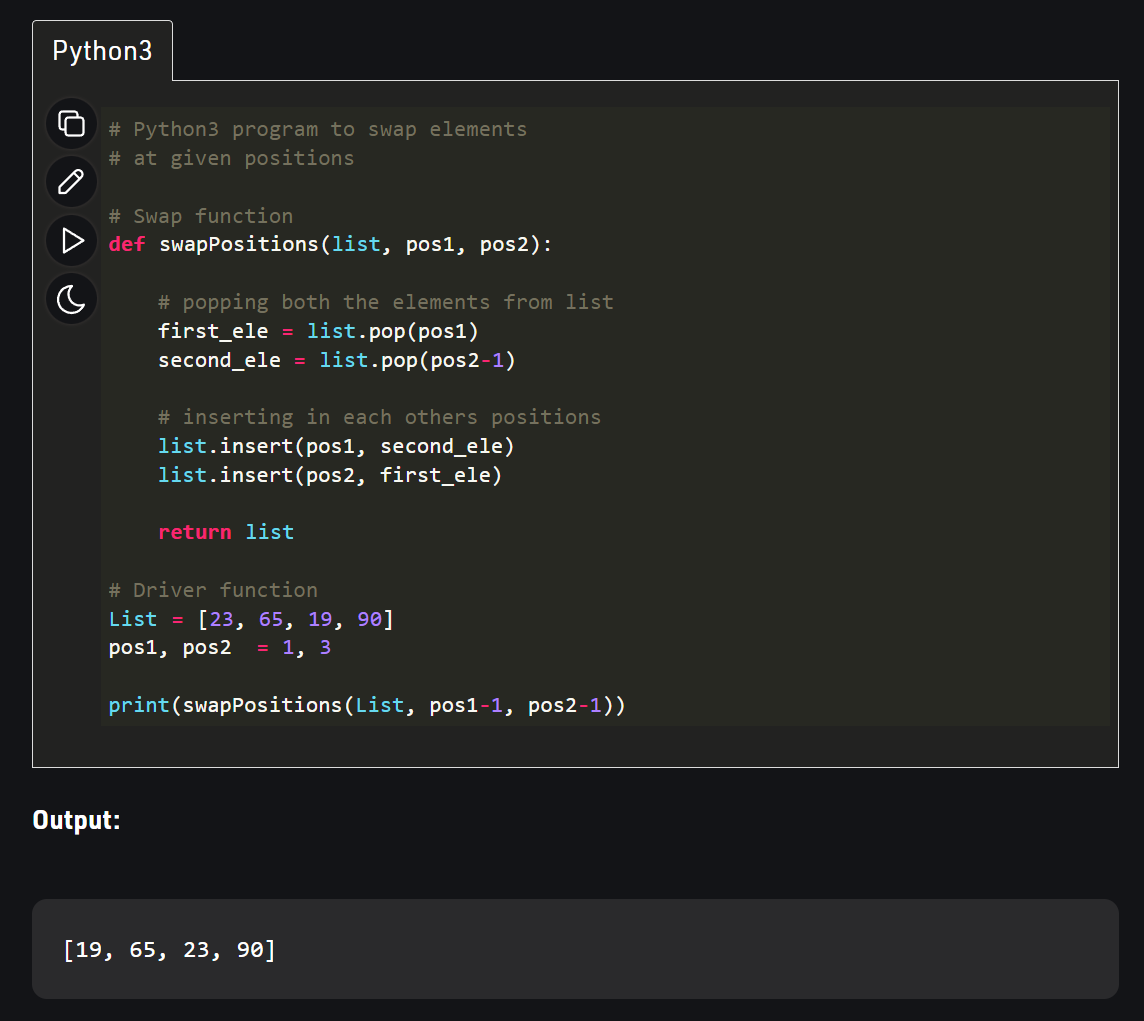 Python3
# Python3 program to swap elements
# at given positions
# Swap function
def swapPositions(list, pos1, pos2):
    # popping both the elements from list
    first_ele = list.pop(pos1)
    second_ele = list.pop(pos2-1)
    # inserting in each others positions
    list.insert(pos1, second_ele)
    list.insert(pos2, first_ele)
    return list
# Driver function
List = [23, 65, 19, 90]
pos1, pos2  = 1, 3
print(swapPositions(List, pos1-1, pos2-1))
Output:
[19, 65, 23, 90]